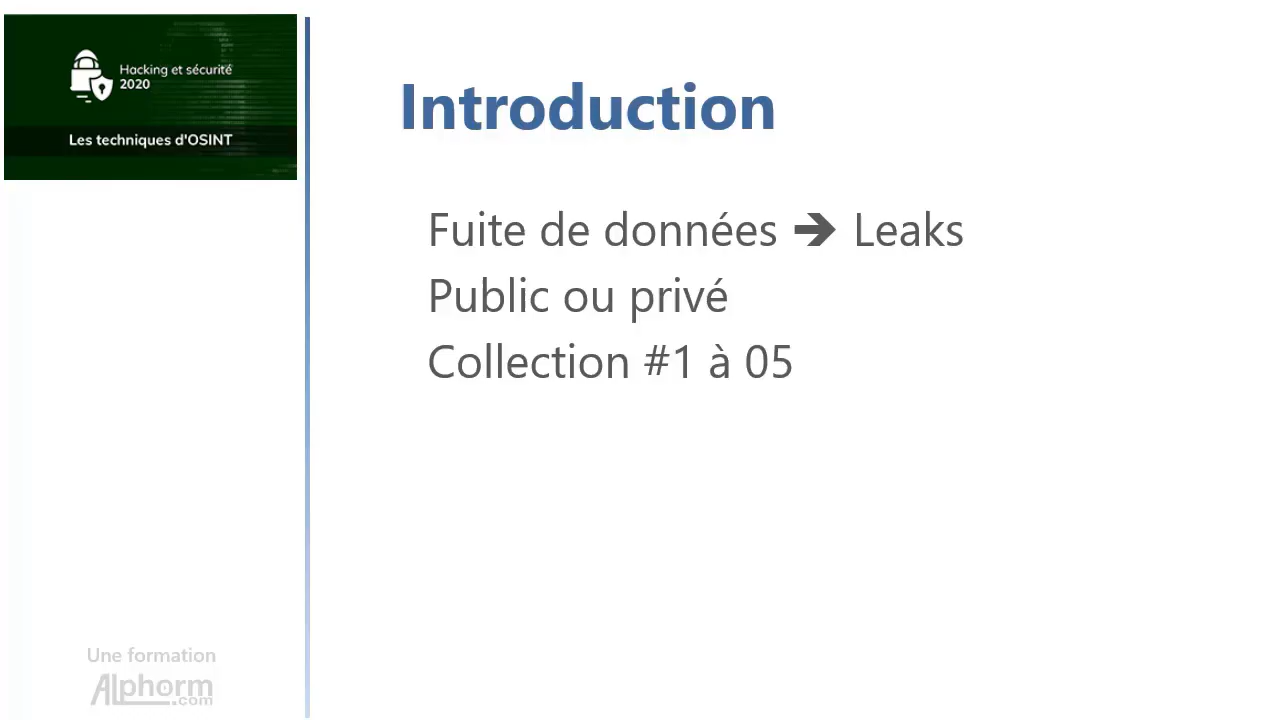 Hacking et sécurité
2020
Les techniques d'OSINT
Introduction
Fuite de données ➔ Leaks
Public ou privé
Collection #1 à 05
Une formation
Alphorm
.com